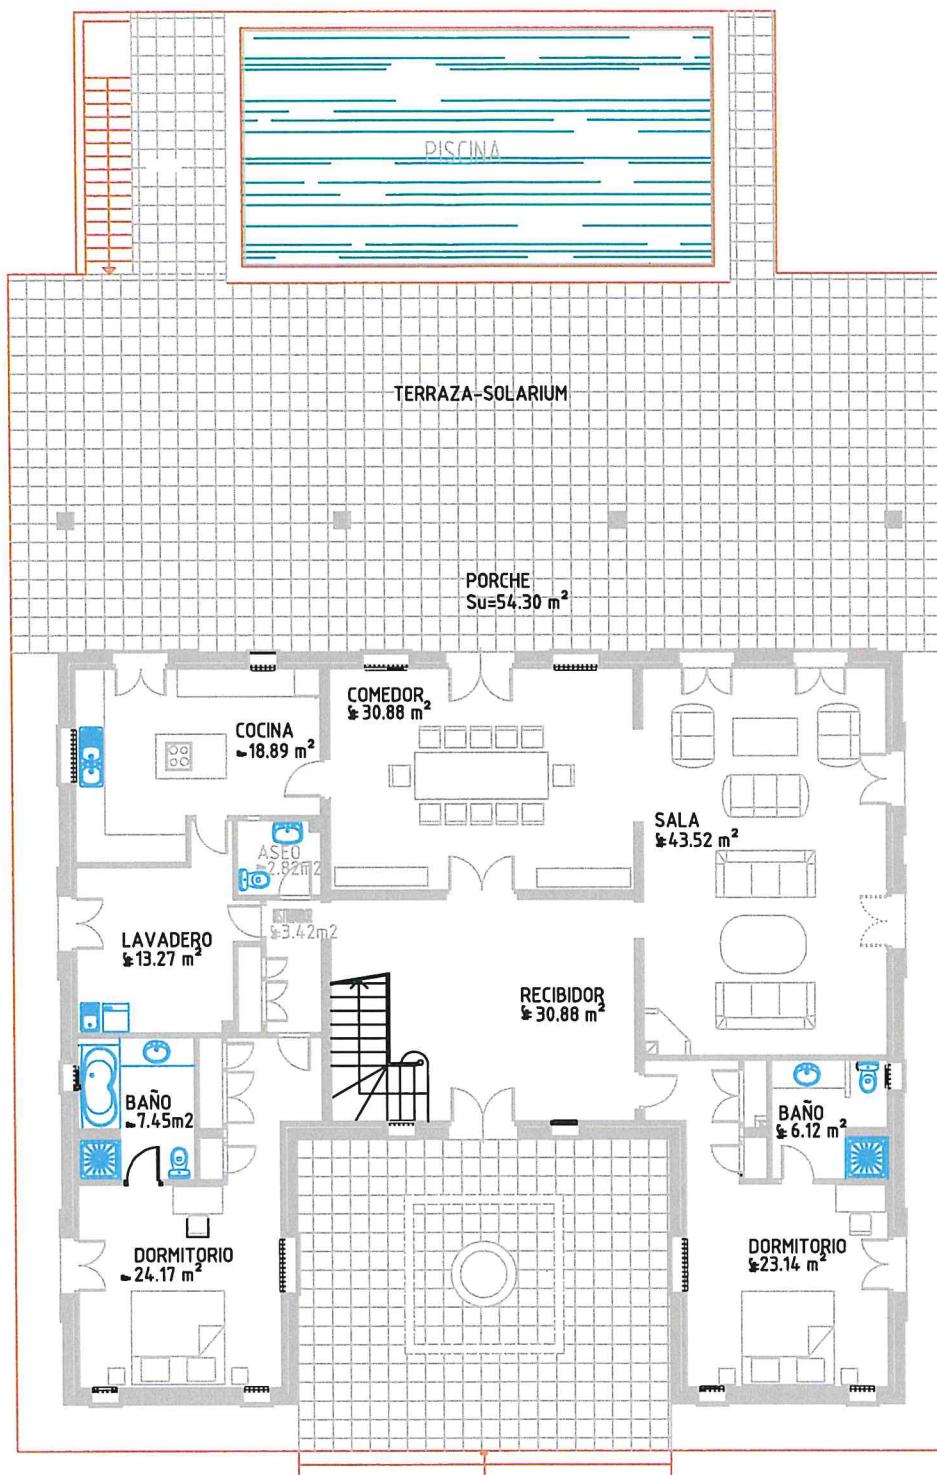 PISCINA
TERRAZA-SOLARIUM
PORCHE
Su=54.30 m²
COMEDOR
30.88 m²
COCINA
18.89 m²
SALA
43.52 m²
ASEO
2.82m2
3.42m2
LAVADERO
13.27 m²
RECIBIDOR
30.88 m²
BAÑO
7.45m2
BAÑO
6.12 m²
DORMITORIO
24.17 m²
DORMITORIO
23.14 m²